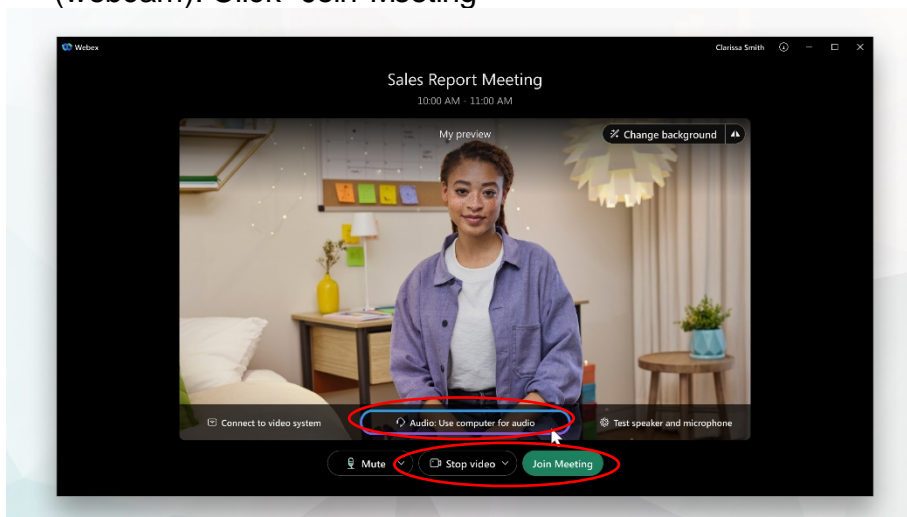 (webcam). Click "Join Meeting"
Webex
Clarissa Smith
Sales Report Meeting
10:00 AM - 11:00 AM
My preview
Change background
Connect to video system
Audio: Use computer for audio
Test speaker and microphone
Mute
Stop video
Join Meeting